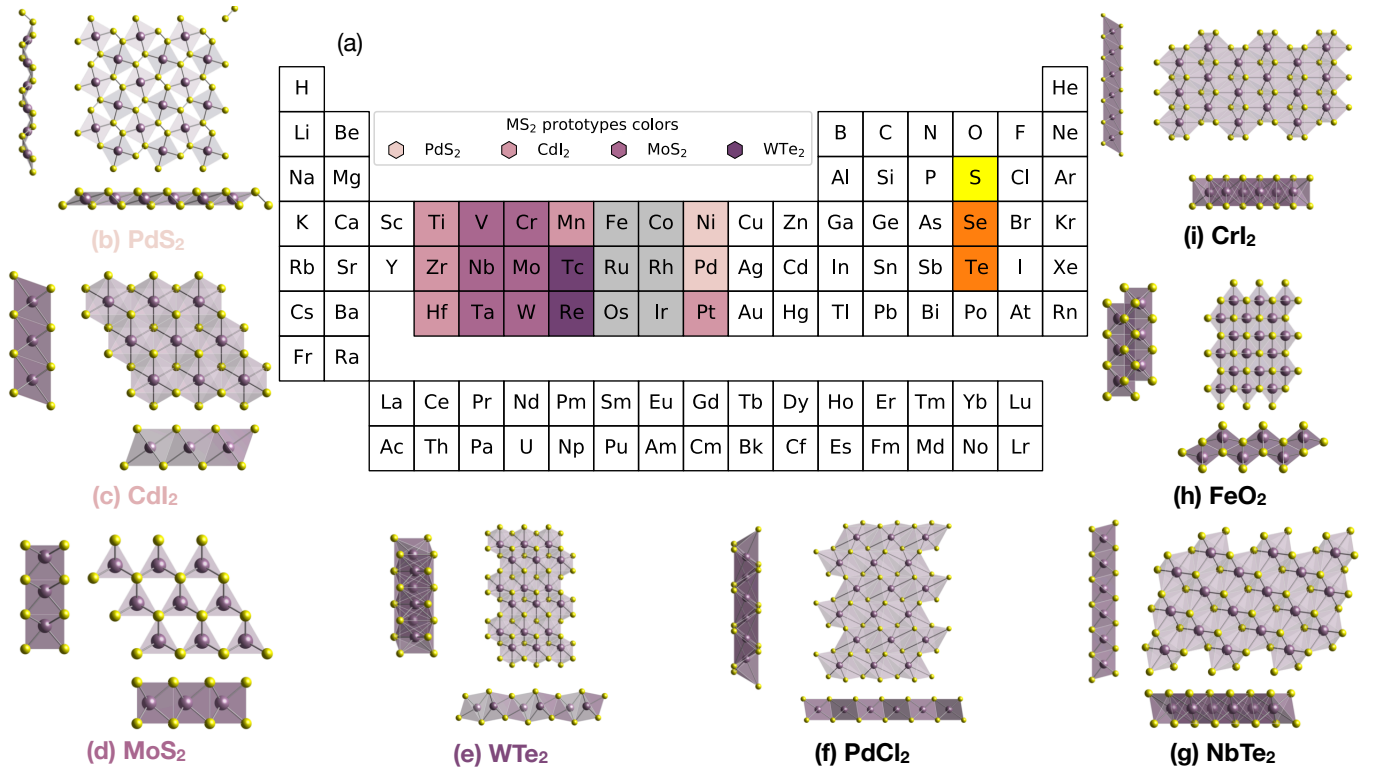 (a)
H He
Li Be B C N O F Ne
MS₂ prototypes colors
PdS₂ CdI₂ MoS₂ WTe₂
Na Mg Al Si P S Cl Ar
K Ca Sc Ti V Cr Mn Fe Co Ni Cu Zn Ga Ge As Se Br Kr
Rb Sr Y Zr Nb Mo Tc Ru Rh Pd Ag Cd In Sn Sb Te I Xe
Cs Ba Hf Ta W Re Os Ir Pt Au Hg Tl Pb Bi Po At Rn
Fr Ra
La Ce Pr Nd Pm Sm Eu Gd Tb Dy Ho Er Tm Yb Lu
Ac Th Pa U Np Pu Am Cm Bk Cf Es Fm Md No Lr
(b) PdS₂
(c) CdI₂
(d) MoS₂
(e) WTe₂
(f) PdCl₂
(g) NbTe₂
(h) FeO₂
(i) CrI₂